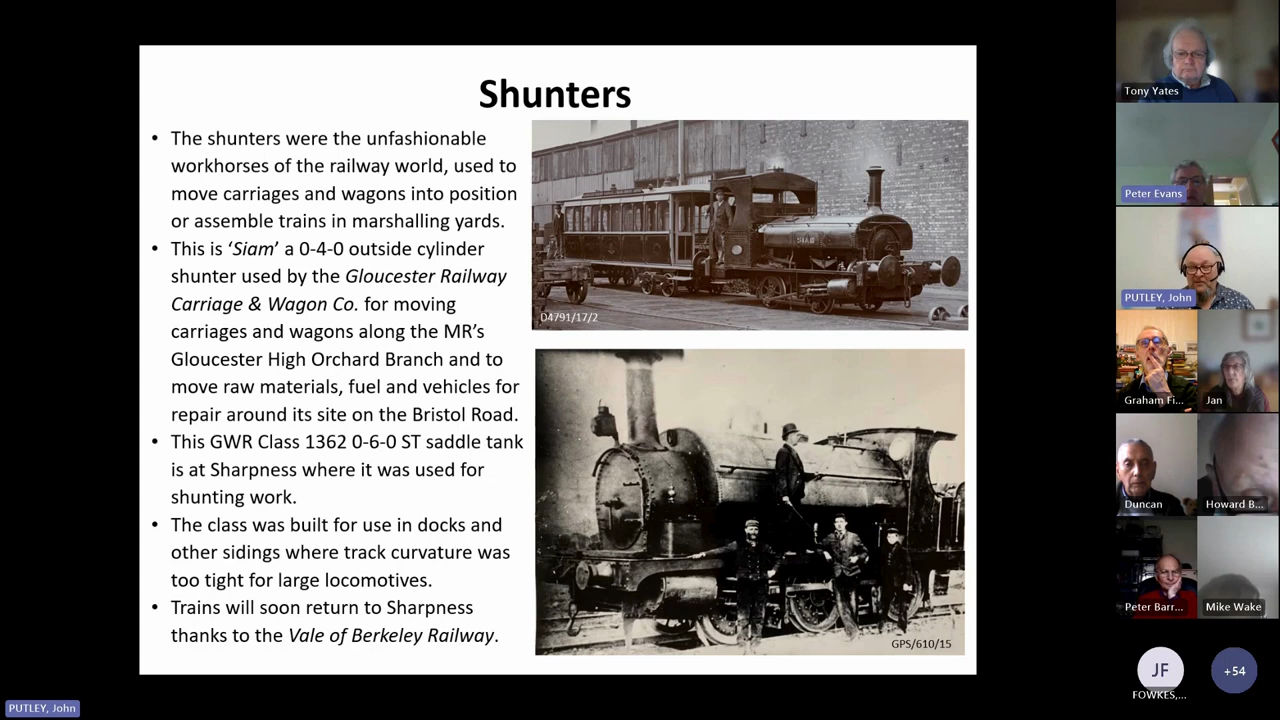 Shunters
• The shunters were the unfashionable
workhorses of the railway world, used to
move carriages and wagons into position
or assemble trains in marshalling yards.
• This is ‘Siam’ a 0-4-0 outside cylinder
shunter used by the Gloucester Railway
Carriage & Wagon Co. for moving
carriages and wagons along the MR’s
Gloucester High Orchard Branch and to
move raw materials, fuel and vehicles for
repair around its site on the Bristol Road.
• This GWR Class 1362 0-6-0 ST saddle tank
is at Sharpness where it was used for
shunting work.
• The class was built for use in docks and
other sidings where track curvature was
too tight for large locomotives.
• Trains will soon return to Sharpness
thanks to the Vale of Berkeley Railway.
SIAM
D4791/17/2
GPS/610/15
Tony Yates
Peter Evans
PUTLEY, John
Graham Fi...
Jan
Duncan
Howard B...
Peter Barr...
Mike Wake
JF
FOWKES,...
+54
PUTLEY, John